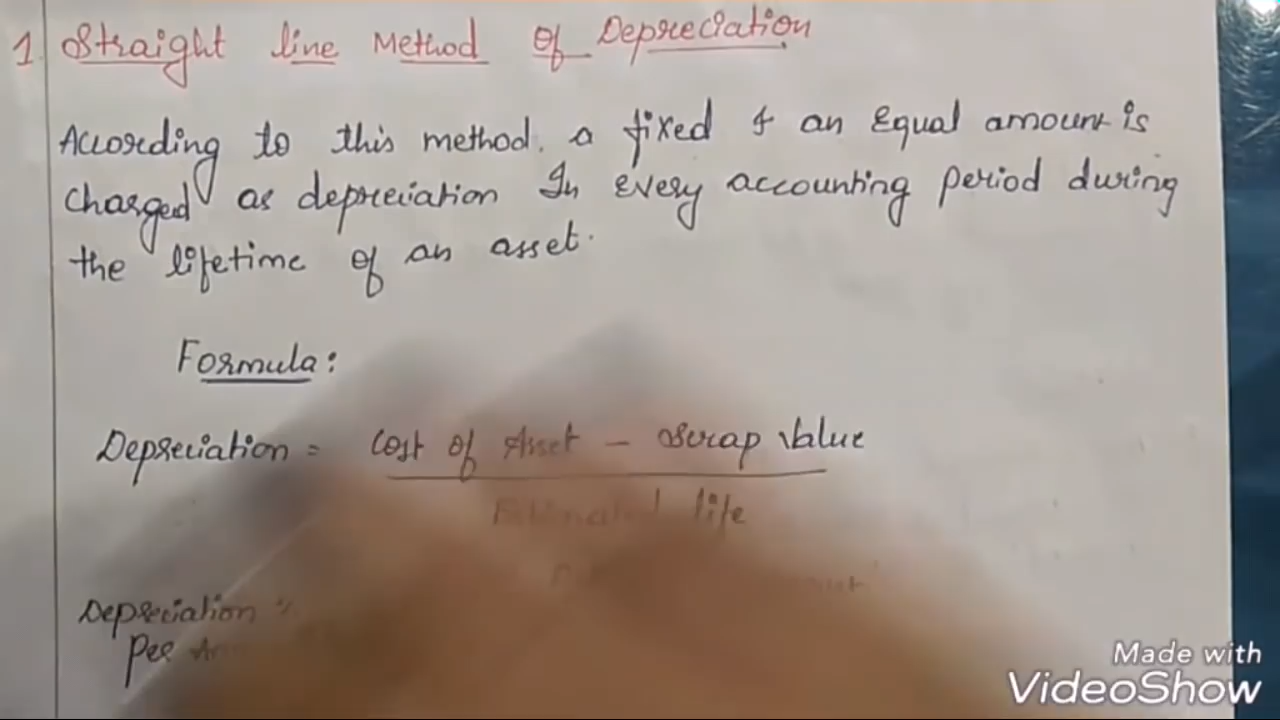 1. Straight line Method Of Depreciation
According to this method, a fixed & an Equal amount is
charged as depreciation In Every accounting period during
the lifetime of an asset.
Formula:
Depreciation = Cost of Asset - Scrap Value
Estimated life
Depreciation %
Per
Made with
VideoShow